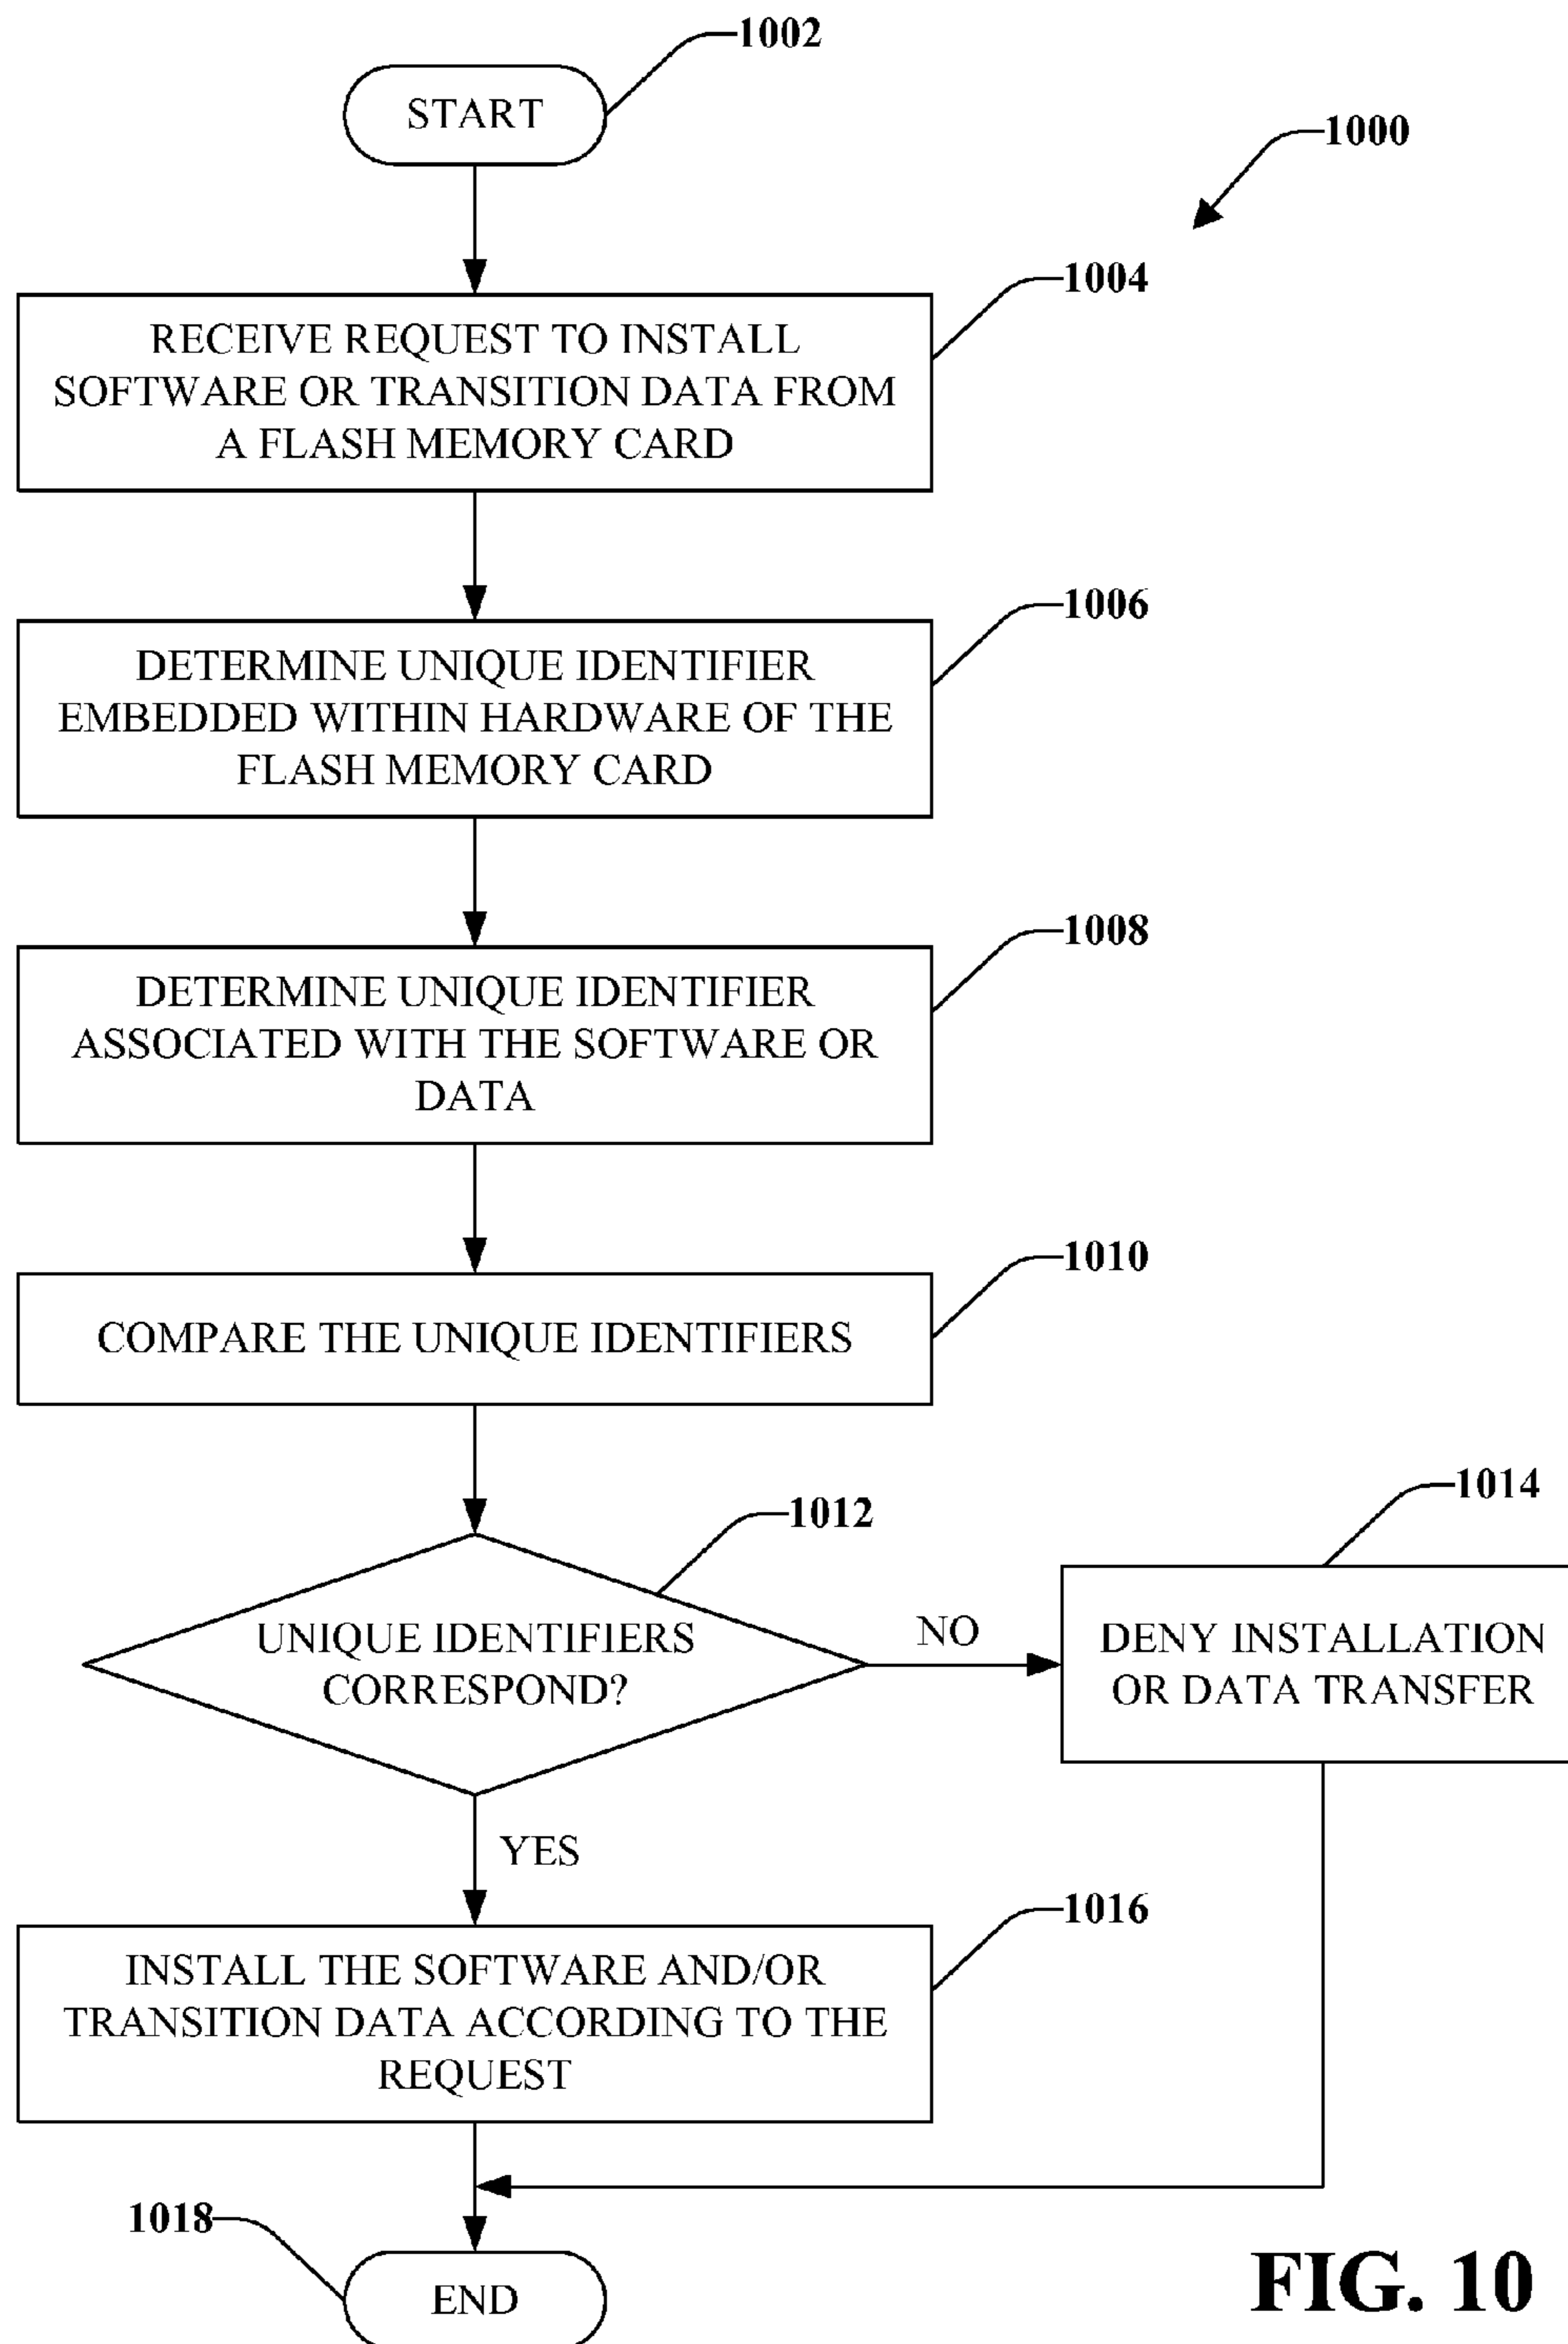 1002
START
1000
1004
RECEIVE REQUEST TO INSTALL
SOFTWARE OR TRANSITION DATA FROM
A FLASH MEMORY CARD
1006
DETERMINE UNIQUE IDENTIFIER
EMBEDDED WITHIN HARDWARE OF THE
FLASH MEMORY CARD
1008
DETERMINE UNIQUE IDENTIFIER
ASSOCIATED WITH THE SOFTWARE OR
DATA
1010
COMPARE THE UNIQUE IDENTIFIERS
1012
UNIQUE IDENTIFIERS
CORRESPOND?
NO
1014
DENY INSTALLATION
OR DATA TRANSFER
YES
1016
INSTALL THE SOFTWARE AND/OR
TRANSITION DATA ACCORDING TO THE
REQUEST
1018
END
FIG. 10